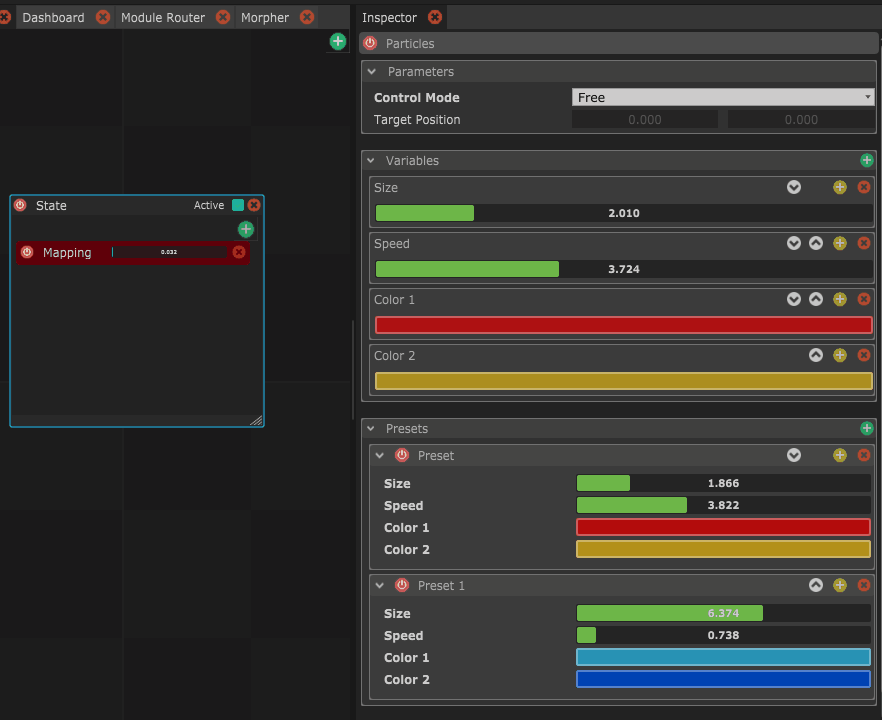 Dashboard Module Router Morpher
State Active
Mapping 0.032
Inspector
Particles
Parameters
Control Mode Free
Target Position 0.000 0.000
Variables
Size
2.010
Speed
3.724
Color 1
Color 2
Presets
Preset
Size 1.866
Speed 3.822
Color 1
Color 2
Preset 1
Size 6.374
Speed 0.738
Color 1
Color 2